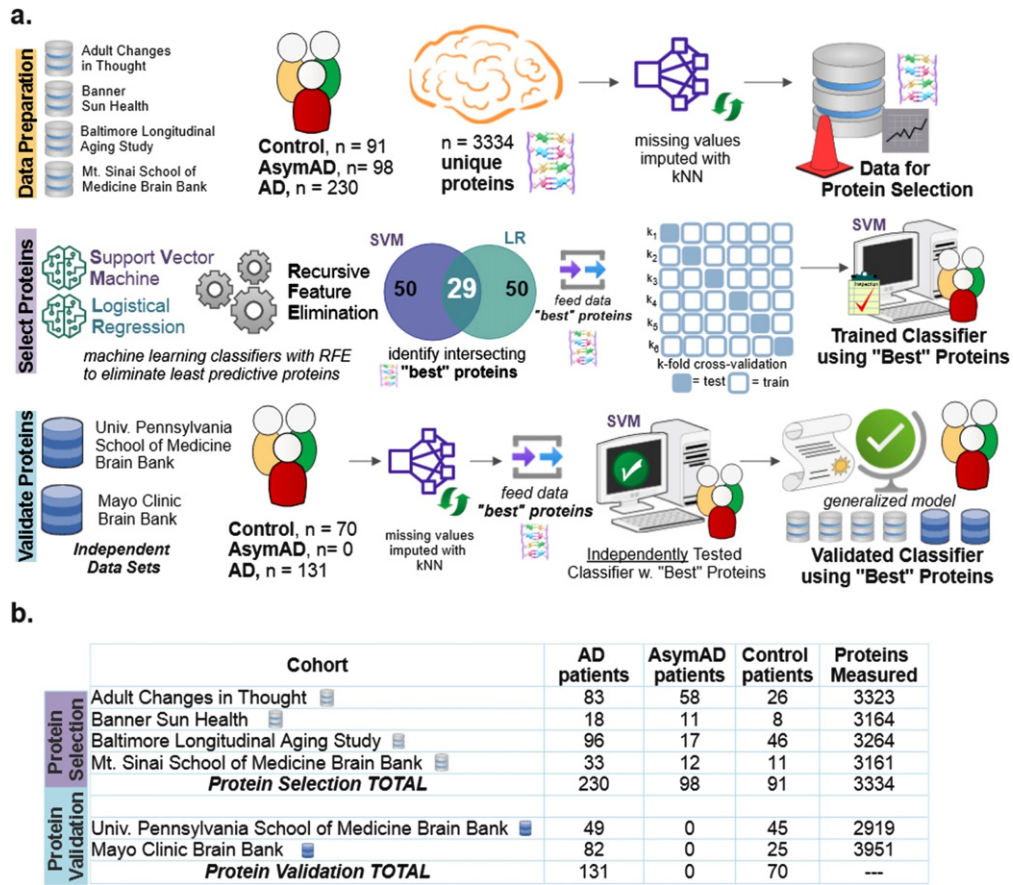 a.
Data Preparation
Adult Changes
in Thought
Banner
Sun Health
Baltimore Longitudinal
Aging Study
Mt. Sinai School of
Medicine Brain Bank
Control, n = 91
AsymAD, n= 98
AD, n = 230
n = 3334
unique
proteins
missing values
imputed with
kNN
Data for
Protein Selection
Select Proteins
Support Vector
Machine
Logistical
Regression
Recursive
Feature
Elimination
machine learning classifiers with RFE
to eliminate least predictive proteins
SVM
LR
50
29
50
identify intersecting
"best" proteins
feed data
"best" proteins
k1
k2
k3
k4
k5
k6
k-fold cross-validation
= test
= train
SVM
Inspection
Trained Classifier
using "Best" Proteins
Validate Proteins
Univ. Pennsylvania
School of Medicine
Brain Bank
Mayo Clinic
Brain Bank
Independent
Data Sets
Control, n = 70
AsymAD, n= 0
AD, n = 131
missing values
imputed with
kNN
feed data
"best" proteins
SVM
Independently Tested
Classifier w. "Best" Proteins
generalized model
Validated Classifier
using "Best" Proteins
b.
Cohort
AD
patients
AsymAD
patients
Control
patients
Proteins
Measured
Protein
Selection
Adult Changes in Thought 83 58 26 3323
Banner Sun Health 18 11 8 3164
Baltimore Longitudinal Aging Study 96 17 46 3264
Mt. Sinai School of Medicine Brain Bank 33 12 11 3161
Protein Selection TOTAL 230 98 91 3334
Protein
Validation
Univ. Pennsylvania School of Medicine Brain Bank 49 0 45 2919
Mayo Clinic Brain Bank 82 0 25 3951
Protein Validation TOTAL 131 0 70 ---